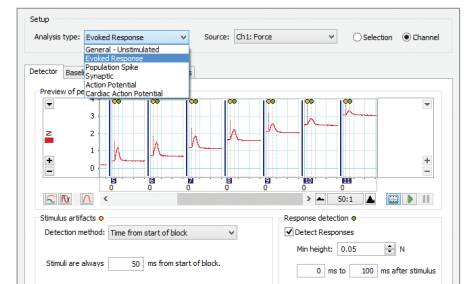 Setup
Analysis type: Evoked Response Source: Ch1: Force Selection Channel
General - Unstimulated
Evoked Response
Population Spike
Synaptic
Action Potential
Cardiac Action Potential
Detector
Preview of
N
3
2
1
0
5 6 7 8 9 10 11
0 0 0 0 0 0 0
50:1
Stimulus artifacts
Detection method: Time from start of block
Stimuli are always 50 ms from start of block.
Response detection
Detect Responses
Min height: 0.05 N
0 ms to 100 ms after stimulus